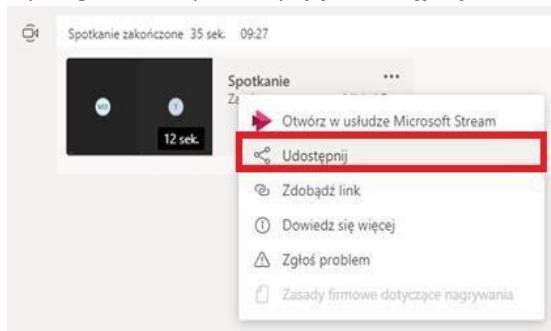 Spotkanie zakończone 35 sek. 09:27
Spotkanie
12 sek.
Otwórz w usłudze Microsoft Stream
Udostępnij
Zdobądź link
Dowiedz się więcej
Zgłoś problem
Zasady firmowe dotyczące nagrywania